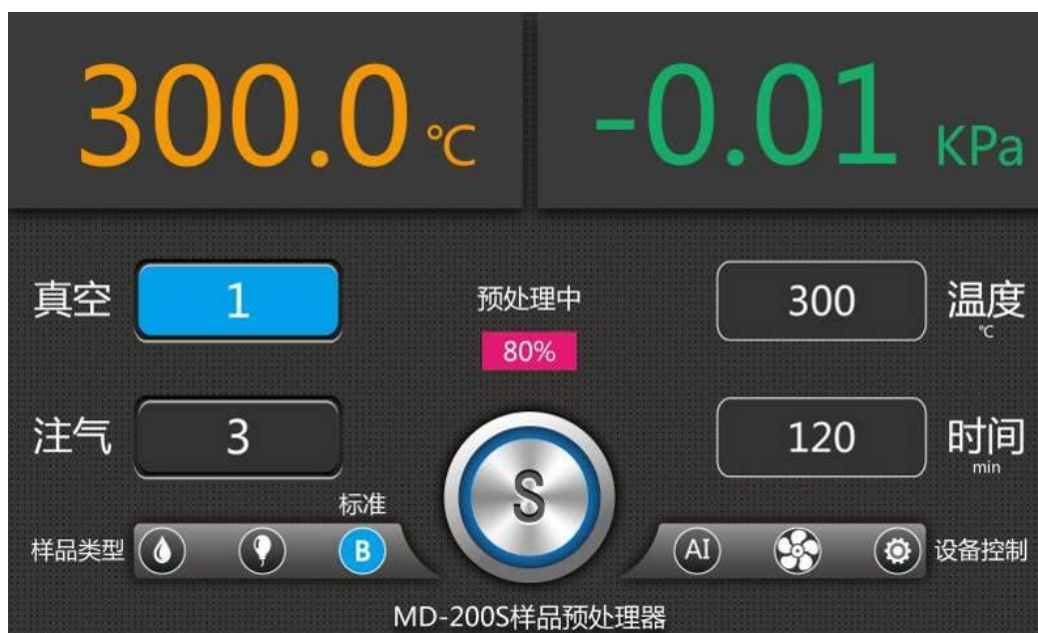 300.0 ℃
-0.01 KPa
真空 1
预处理中
300 温度
℃
80%
注气 3
120 时间
min
S
标准
样品类型 B
AI 设备控制
MD-200S样品预处理器